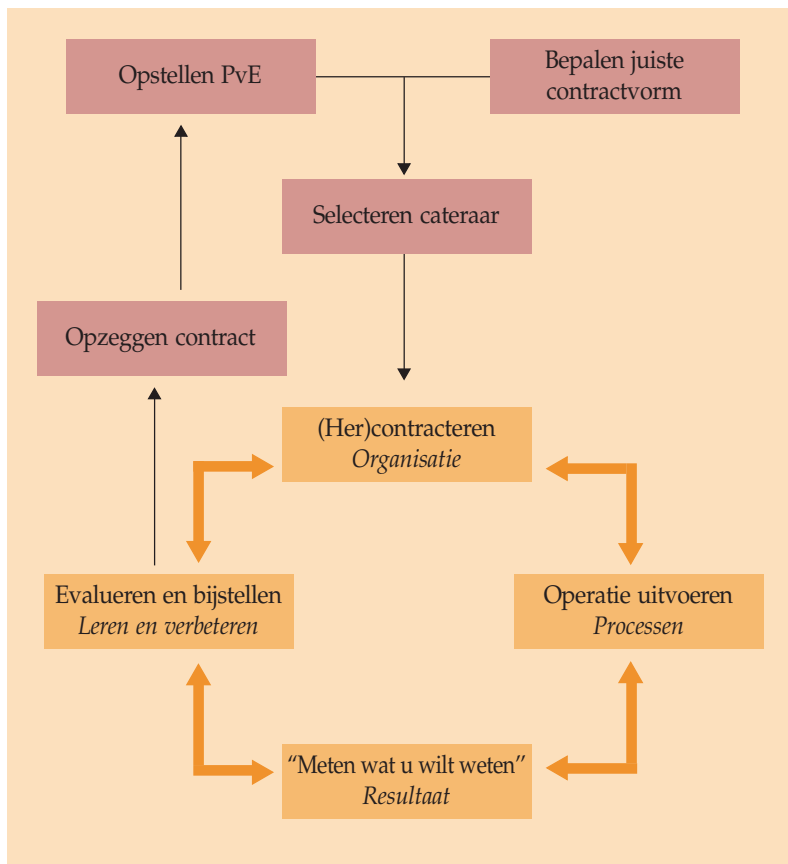 Opstellen PvE
Bepalen juiste
contractvorm
Selecteren cateraar
Opzeggen contract
(Her)contracteren
Organisatie
Evalueren en bijstellen
Leren en verbeteren
Operatie uitvoeren
Processen
“Meten wat u wilt weten”
Resultaat